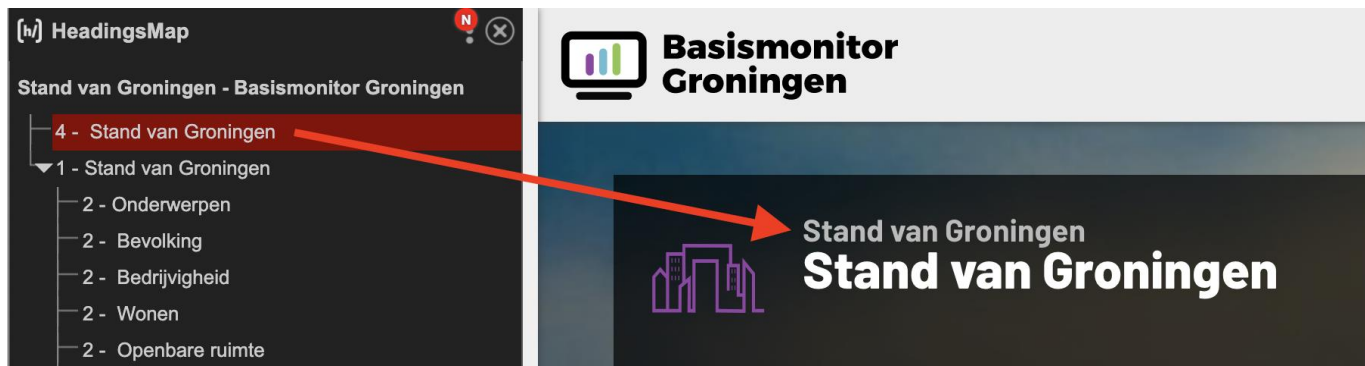 [h/] HeadingsMap
N
Stand van Groningen - Basismonitor Groningen
4 - Stand van Groningen
1 - Stand van Groningen
2 - Onderwerpen
2 - Bevolking
2 - Bedrijvigheid
2 - Wonen
2 - Openbare ruimte
Basismonitor
Groningen
Stand van Groningen
Stand van Groningen